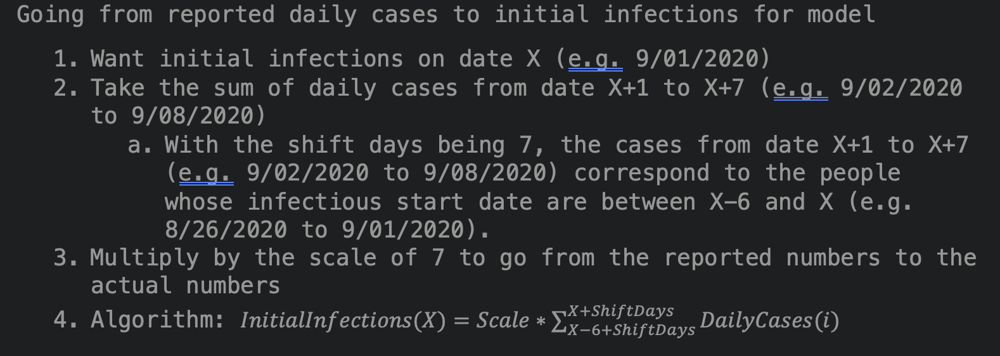 Going from reported daily cases to initial infections for model
1. Want initial infections on date X (e.g. 9/01/2020)
2. Take the sum of daily cases from date X+1 to X+7 (e.g. 9/02/2020
to 9/08/2020)
a. With the shift days being 7, the cases from date X+1 to X+7
(e.g. 9/02/2020 to 9/08/2020) correspond to the people
whose infectious start date are between X-6 and X (e.g.
8/26/2020 to 9/01/2020).
3. Multiply by the scale of 7 to go from the reported numbers to the
actual numbers
4. Algorithm: InitialInfections(X) = Scale * ∑_{X-6+ShiftDays}^{X+ShiftDays} DailyCases(i)